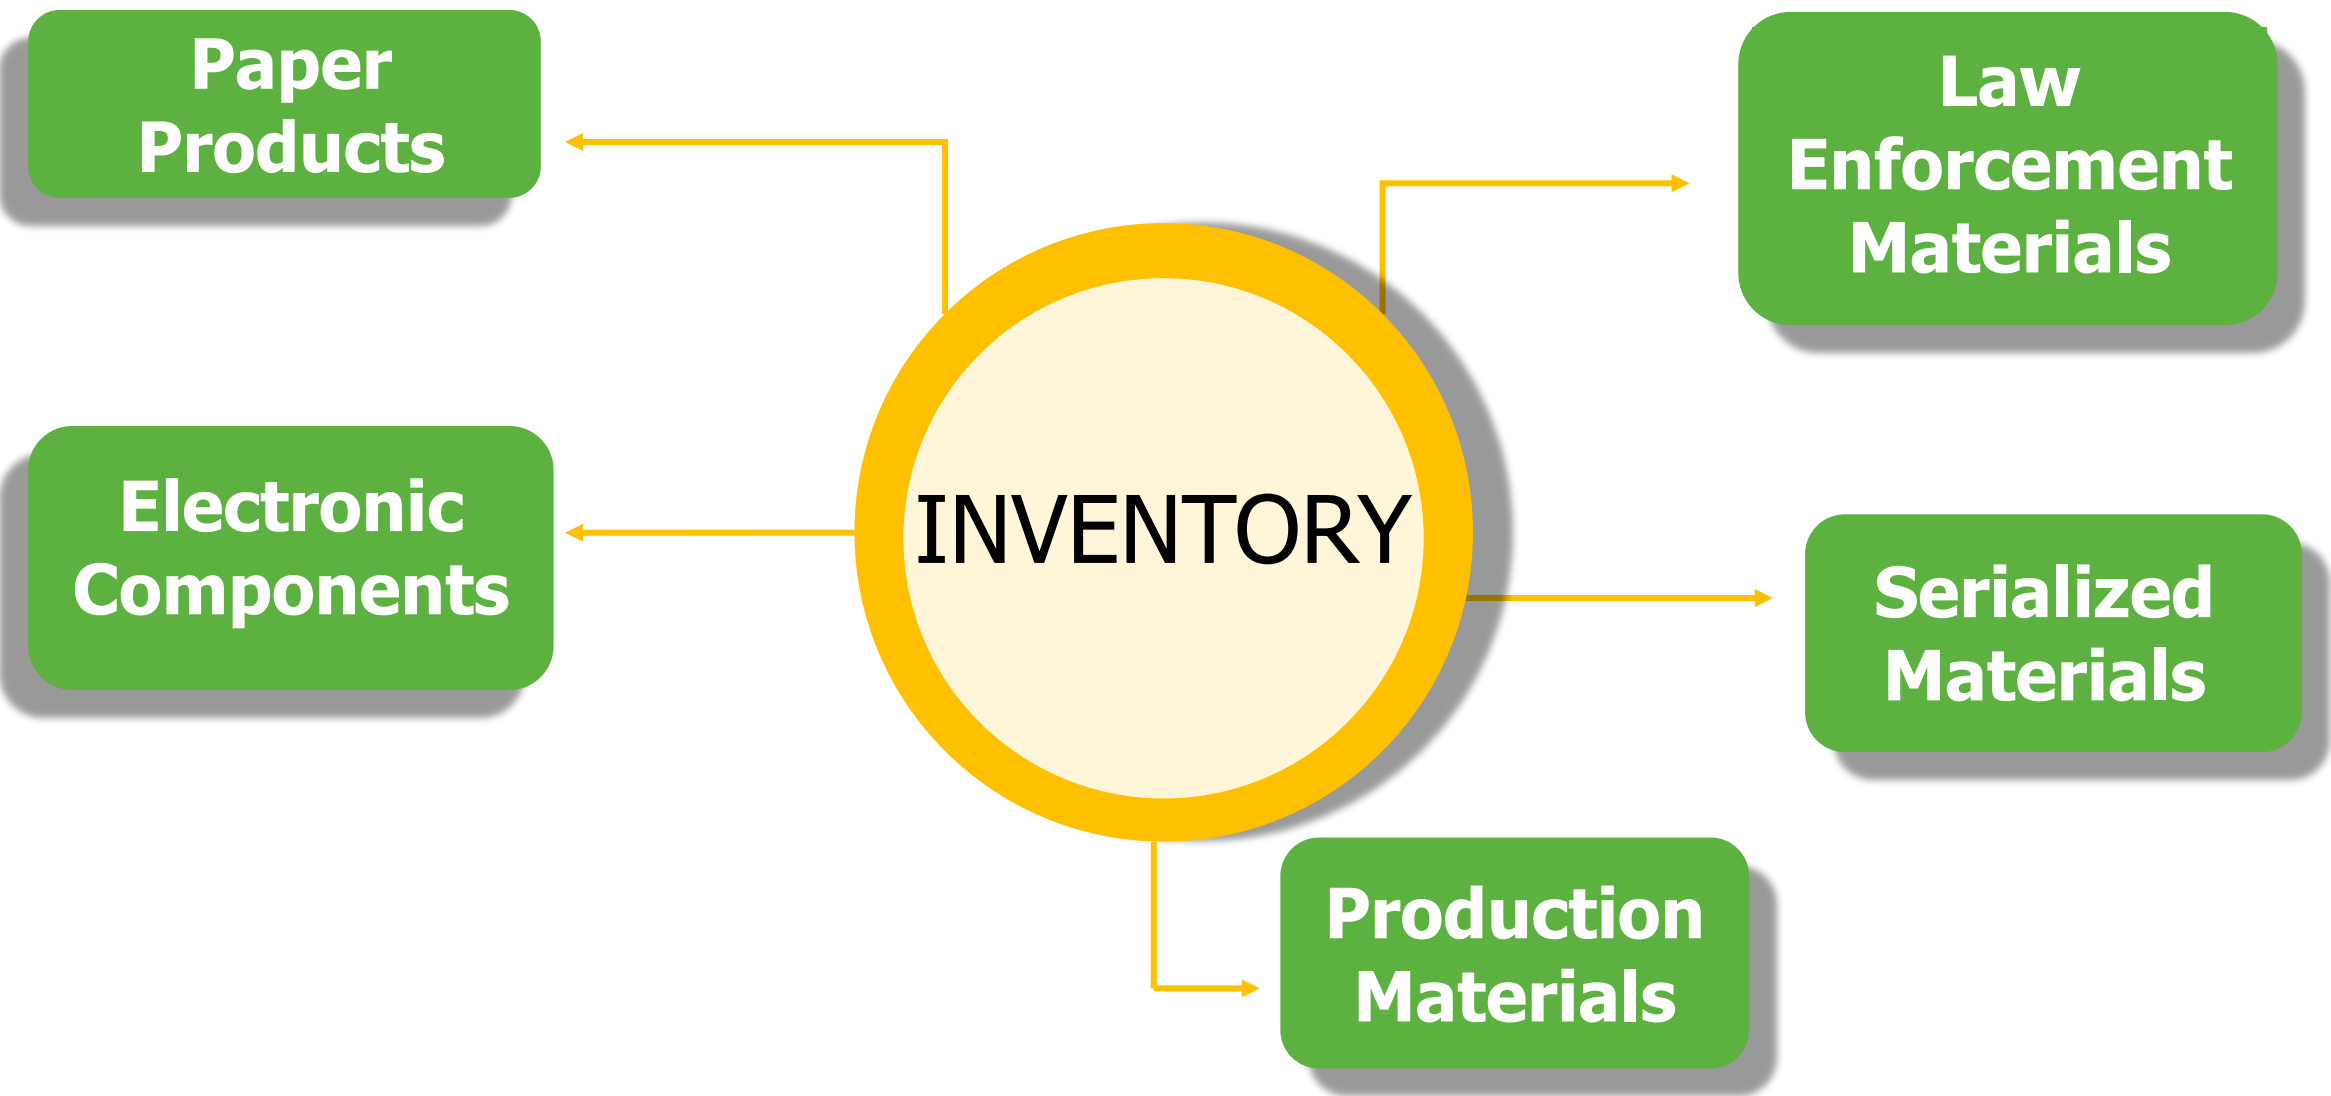 Paper
Products
Law
Enforcement
Materials
Electronic
Components
INVENTORY
Serialized
Materials
Production
Materials